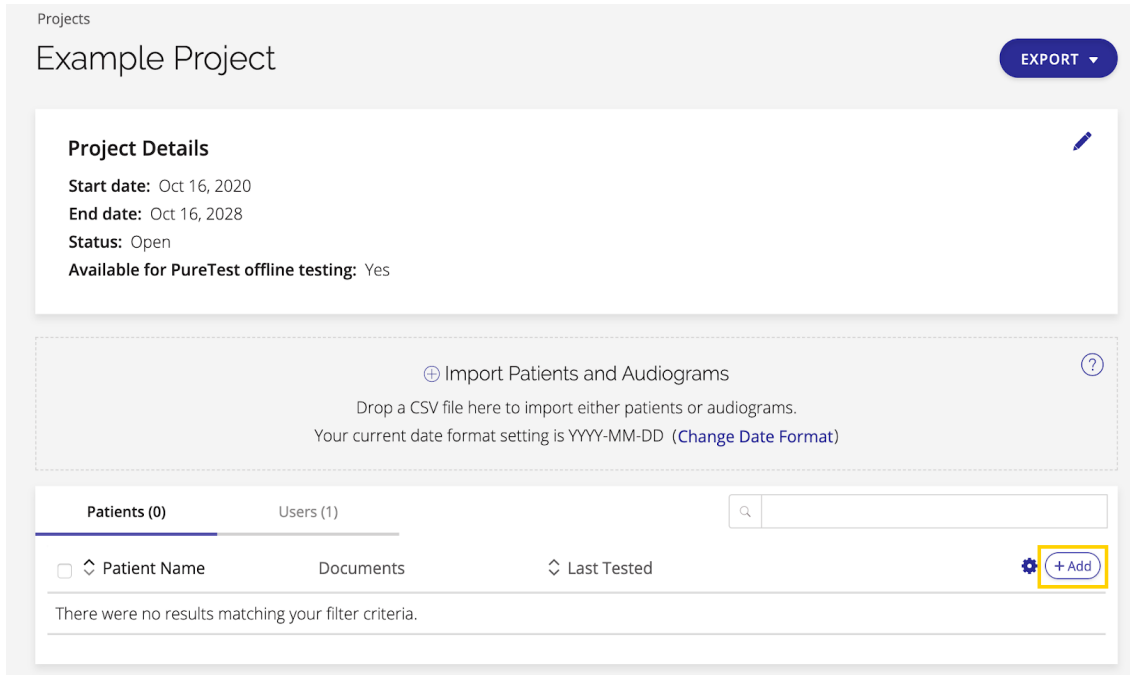 Projects
Example Project
EXPORT
Project Details
Start date: Oct 16, 2020
End date: Oct 16, 2028
Status: Open
Available for PureTest offline testing: Yes
Import Patients and Audiograms
?
Drop a CSV file here to import either patients or audiograms.
Your current date format setting is YYYY-MM-DD (Change Date Format)
Patients (0) Users (1)
Patient Name Documents Last Tested + Add
There were no results matching your filter criteria.